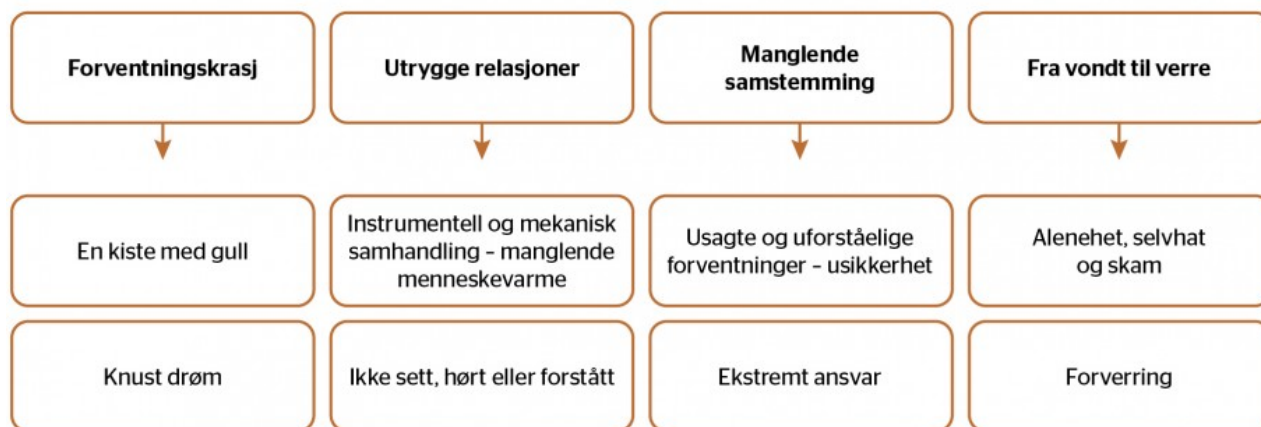 Forventningskrasj
Utrygge relasjoner
Manglende
samstemming
Fra vondt til verre
En kiste med gull
Instrumentell og mekanisk
samhandling – manglende
menneskevarme
Usagte og uforståelige
forventninger – usikkerhet
Alenehet, selvhat
og skam
Knust drøm
Ikke sett, hørt eller forstått
Ekstremt ansvar
Forverring